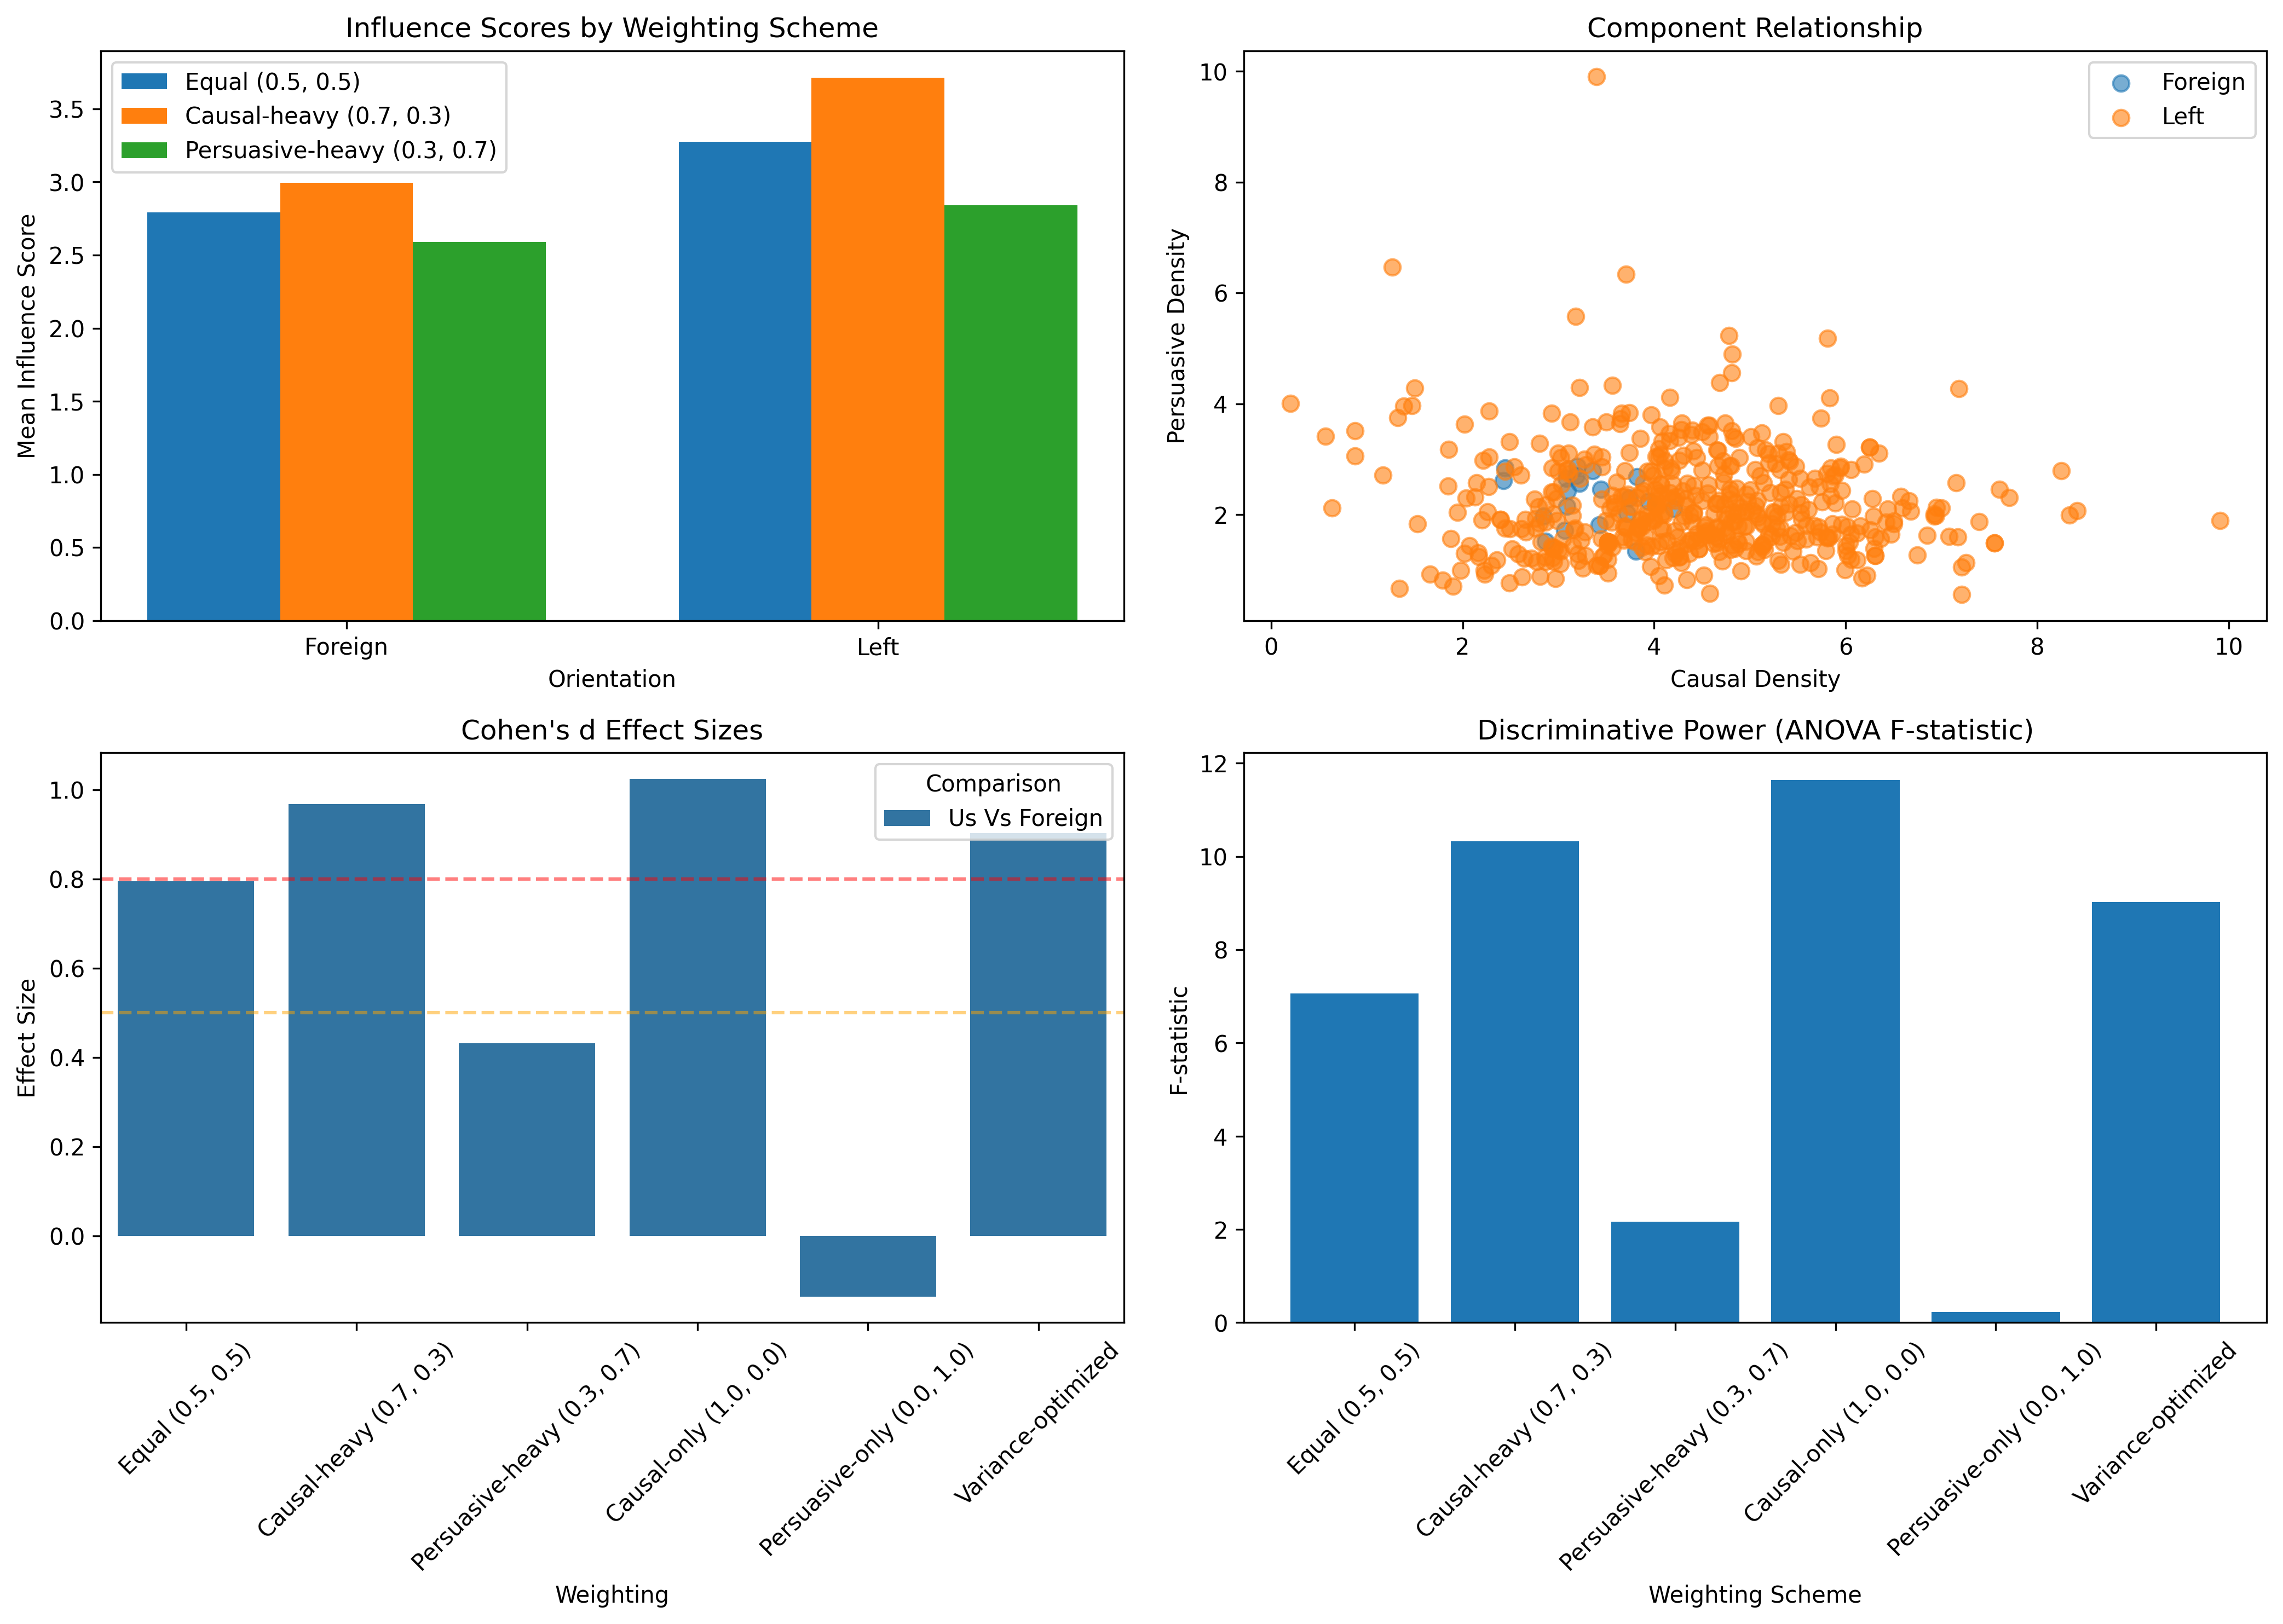 Influence Scores by Weighting Scheme
Equal (0.5, 0.5)
Causal-heavy (0.7, 0.3)
Persuasive-heavy (0.3, 0.7)
Mean Influence Score
3.5
3.0
2.5
2.0
1.5
1.0
0.5
0.0
Foreign
Left
Orientation
Component Relationship
Foreign
Left
Persuasive Density
10
8
6
4
2
0
2
4
6
8
10
Causal Density
Cohen's d Effect Sizes
Comparison
Us Vs Foreign
Effect Size
1.0
0.8
0.6
0.4
0.2
0.0
Equal (0.5, 0.5)
Causal-heavy (0.7, 0.3)
Persuasive-heavy (0.3, 0.7)
Causal-only (1.0, 0.0)
Persuasive-only (0.0, 1.0)
Variance-optimized
Weighting
Discriminative Power (ANOVA F-statistic)
F-statistic
12
10
8
6
4
2
0
Equal (0.5, 0.5)
Causal-heavy (0.7, 0.3)
Persuasive-heavy (0.3, 0.7)
Causal-only (1.0, 0.0)
Persuasive-only (0.0, 1.0)
Variance-optimized
Weighting Scheme